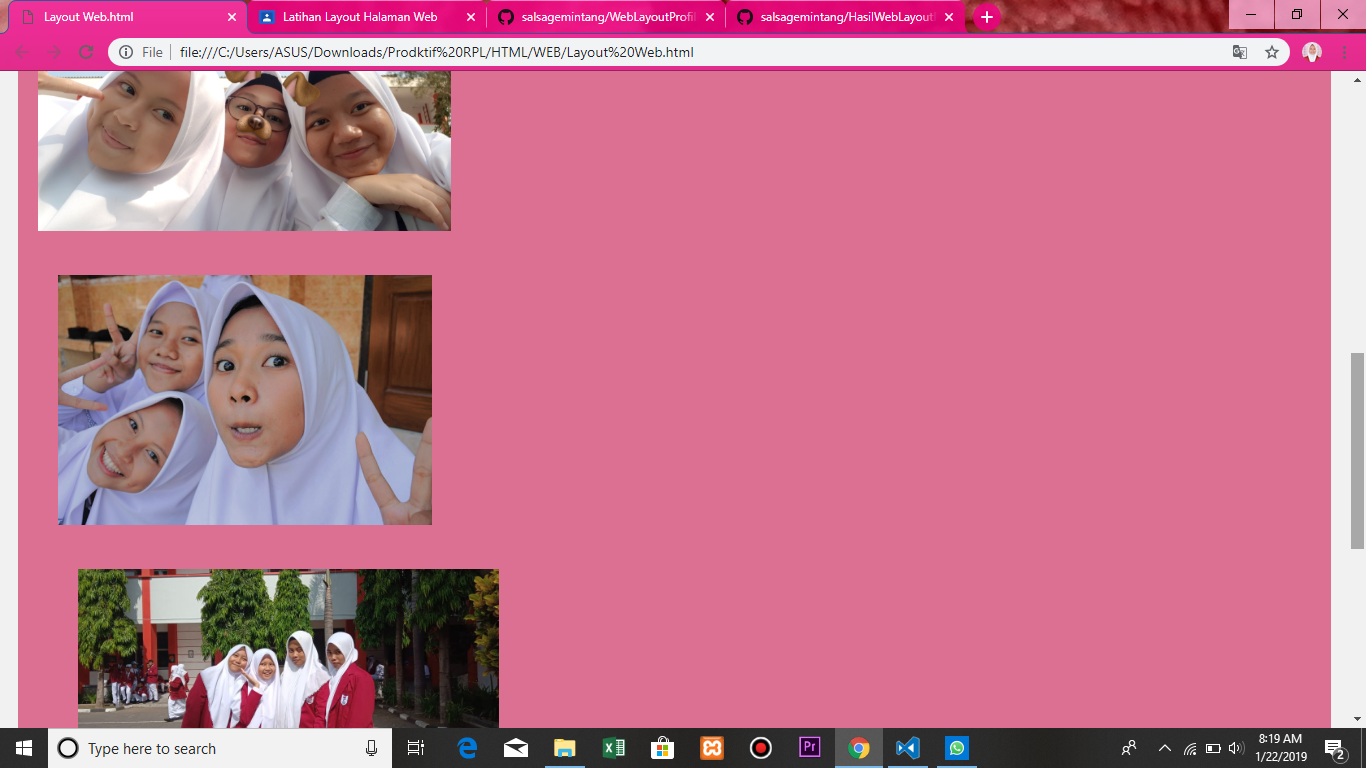 Layout Web.html
Latihan Layout Halaman Web
salsagemintang/WebLayoutProfil
salsagemintang/HasilWebLayout
File
file:///C:/Users/ASUS/Downloads/Prodktif%20RPL/HTML/WEB/Layout%20Web.html
Type here to search
Pr
8:19 AM
1/22/2019
2